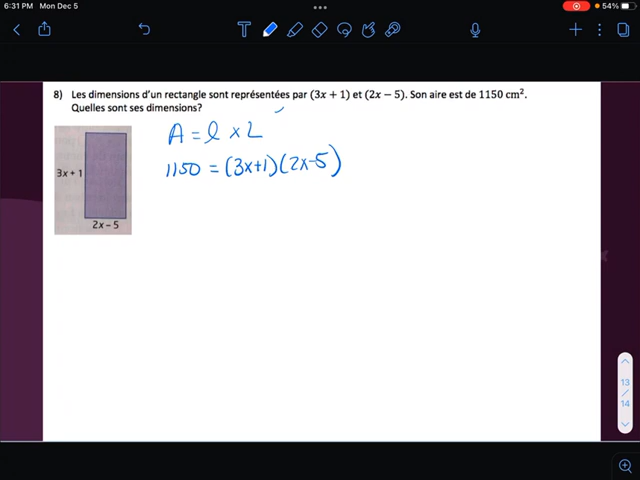 6:31 PM Mon Dec 5
54%
8) Les dimensions d'un rectangle sont représentées par (3x + 1) et (2x − 5). Son aire est de 1150 cm².
Quelles sont ses dimensions?
A = l x L
1150 = (3x+1)(2x-5)
3x + 1
2x − 5
13
/
14